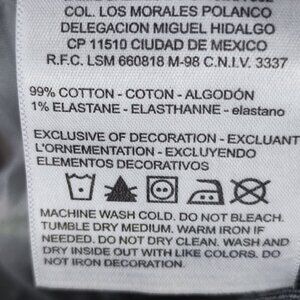 COL. LOS MORALES POLANCO
DELEGACION MIGUEL HIDALGO
CP 11510 CIUDAD DE MEXICO
R.F.C. LSM 660818 M-98 C.N.I.V. 3337
99% COTTON - COTON - ALGODÓN
1% ELASTANE - ELASTHANNE - elastano
EXCLUSIVE OF DECORATION - EXCLUANT
L'ORNEMENTATION - EXCLUYENDO
ELEMENTOS DECORATIVOS
MACHINE WASH COLD. DO NOT BLEACH.
TUMBLE DRY MEDIUM. WARM IRON IF
NEEDED. DO NOT DRY CLEAN. WASH AND
DRY INSIDE OUT WITH LIKE COLORS. DO
NOT IRON DECORATION.